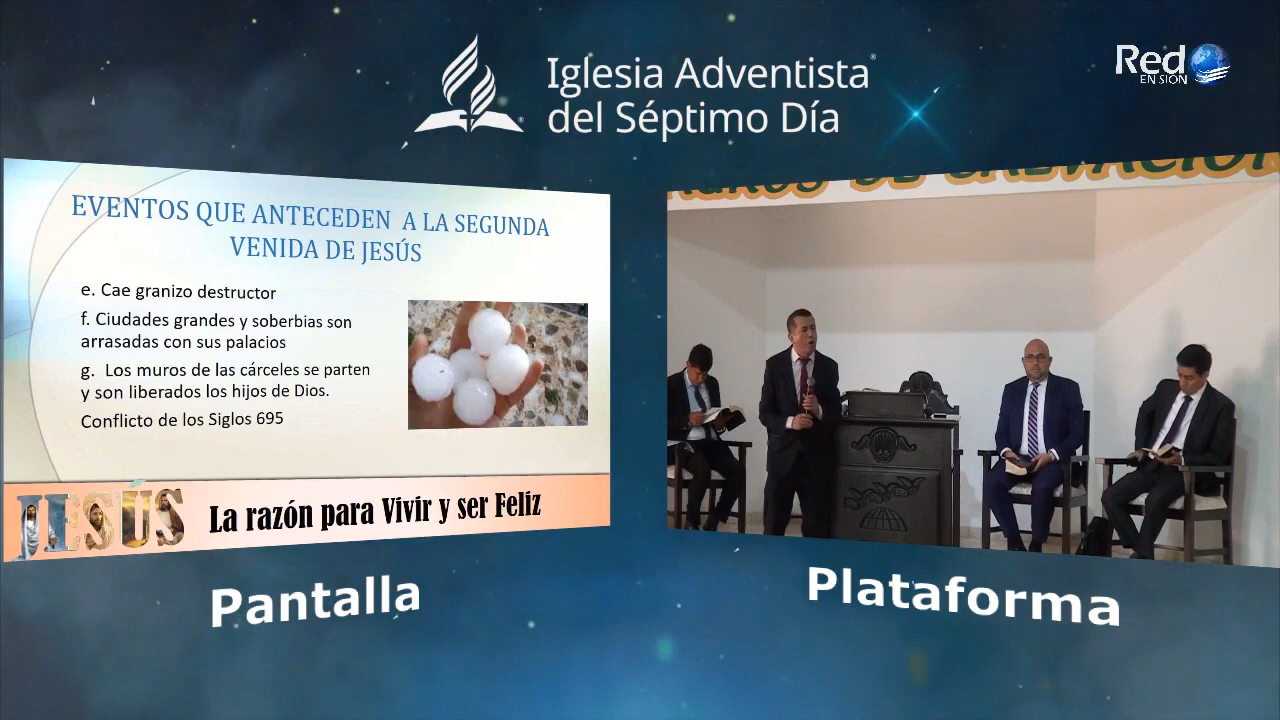 Iglesia Adventista
del Séptimo Día
Red
EN SION
EVENTOS QUE ANTECEDEN A LA SEGUNDA
VENIDA DE JESÚS
e. Cae granizo destructor
f. Ciudades grandes y soberbias son
arrasadas con sus palacios
g. Los muros de las cárceles se parten
y son liberados los hijos de Dios.
Conflicto de los Siglos 695
JESÚS La razón para Vivir y ser Feliz
DE SALVACION
Pantalla
Plataforma